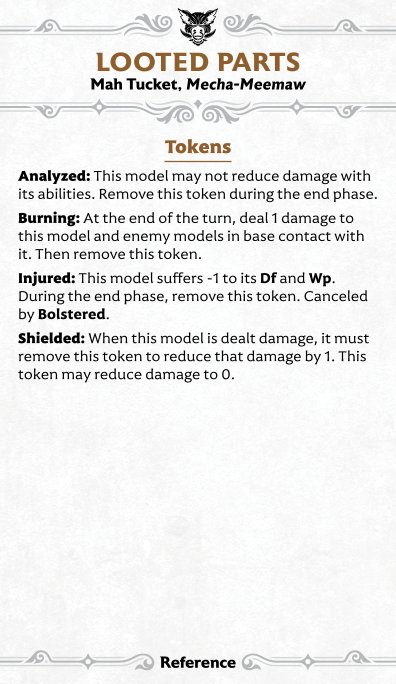 LOOTED PARTS
Mah Tucket, Mecha-Meemaw
Tokens
Analyzed: This model may not reduce damage with
its abilities. Remove this token during the end phase.
Burning: At the end of the turn, deal 1 damage to
this model and enemy models in base contact with
it. Then remove this token.
Injured: This model suffers -1 to its Df and Wp.
During the end phase, remove this token. Canceled
by Bolstered.
Shielded: When this model is dealt damage, it must
remove this token to reduce that damage by 1. This
token may reduce damage to 0.
Reference